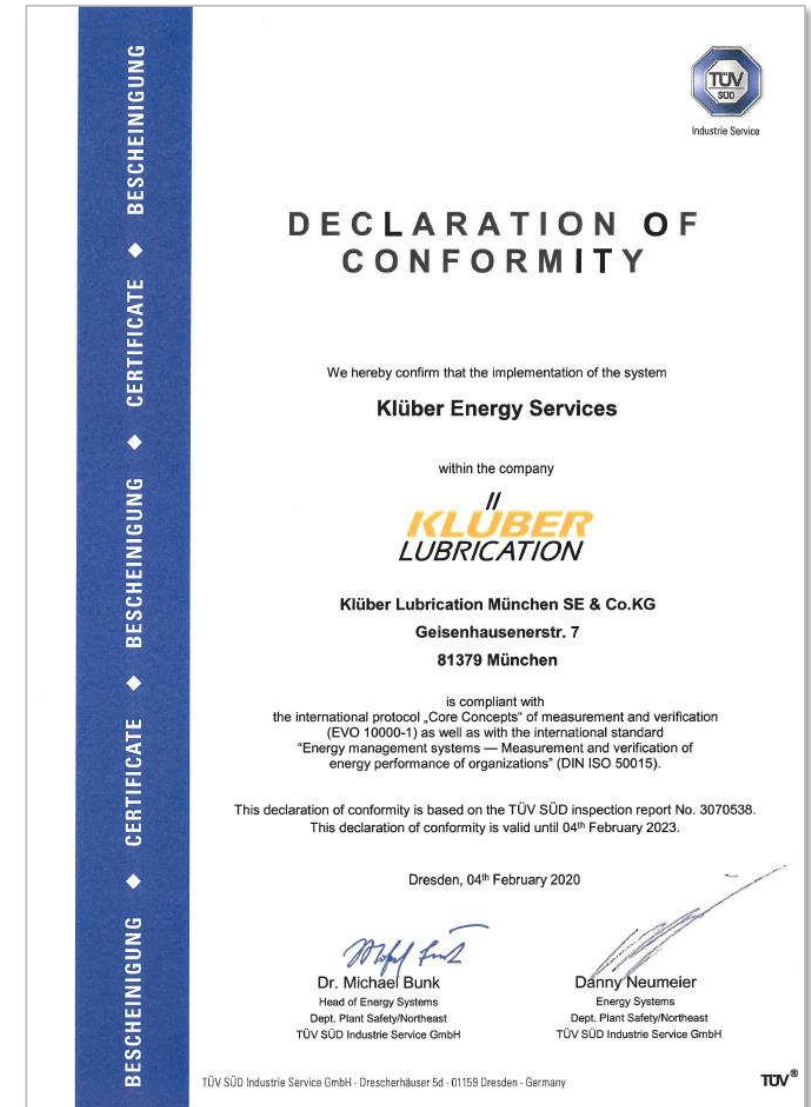 TÜV
SÜD
Industrie Service
BESCHEINIGUNG ◆ CERTIFICATE ◆ BESCHEINIGUNG ◆ CERTIFICATE ◆ BESCHEINIGUNG
DECLARATION OF
CONFORMITY
We hereby confirm that the implementation of the system
Klüber Energy Services
within the company
KLÜBER
LUBRICATION
Klüber Lubrication München SE & Co.KG
Geisenhausenerstr. 7
81379 München
is compliant with
the international protocol „Core Concepts“ of measurement and verification
(EVO 10000-1) as well as with the international standard
“Energy management systems — Measurement and verification of
energy performance of organizations” (DIN ISO 50015).
This declaration of conformity is based on the TÜV SÜD inspection report No. 3070538.
This declaration of conformity is valid until 04th February 2023.
Dresden, 04th February 2020
Dr. Michael Bunk
Head of Energy Systems
Dept. Plant Safety/Northeast
TÜV SÜD Industrie Service GmbH
Danny Neumeier
Energy Systems
Dept. Plant Safety/Northeast
TÜV SÜD Industrie Service GmbH
TÜV SÜD Industrie Service GmbH - Drescherhäuser 5d - 01159 Dresden - Germany
TÜV®